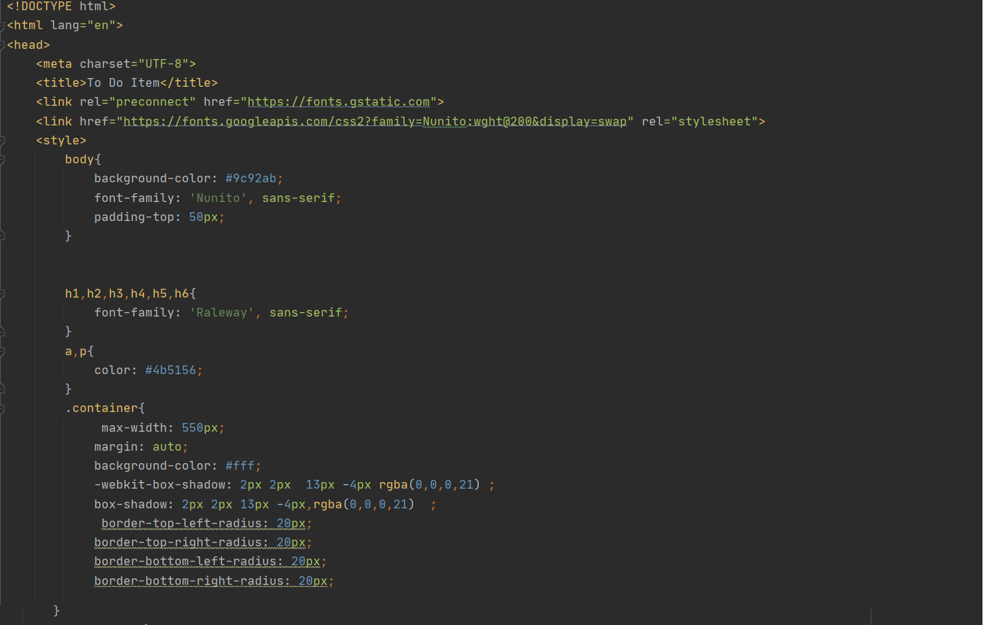 <!DOCTYPE html>
<html lang="en">
<head>
    <meta charset="UTF-8">
    <title>To Do Item</title>
    <link rel="preconnect" href="https://fonts.gstatic.com">
    <link href="https://fonts.googleapis.com/css2?family=Nunito:wght@200&display=swap" rel="stylesheet">
    <style>
        body{
            background-color: #9c92ab;
            font-family: 'Nunito', sans-serif;
            padding-top: 50px;
        }
        h1,h2,h3,h4,h5,h6{
            font-family: 'Raleway', sans-serif;
        }
        a,p{
            color: #4b5156;
        }
        .container{
             max-width: 550px;
            margin: auto;
            background-color: #fff;
            -webkit-box-shadow: 2px 2px  13px -4px rgba(0,0,0,21) ;
            box-shadow: 2px 2px 13px -4px,rgba(0,0,0,21)  ;
             border-top-left-radius: 20px;
            border-top-right-radius: 20px;
            border-bottom-left-radius: 20px;
            border-bottom-right-radius: 20px;
       }